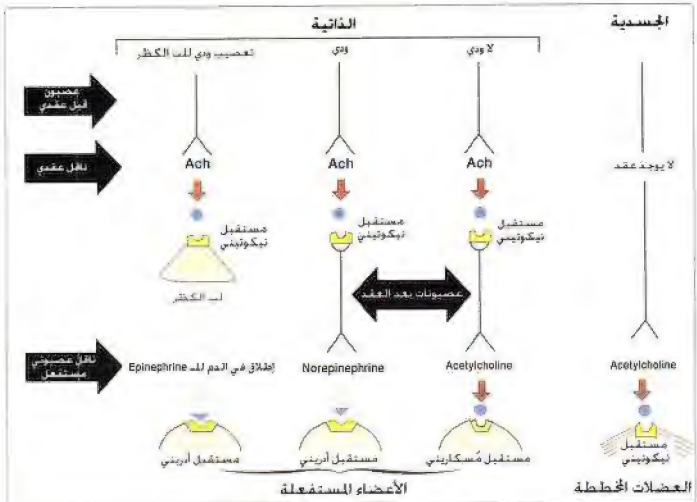 الجسدية
الذاتية
لا ودي
ودي
تعصيب ودي للب الكظر
عصبون
قبل عقدي
ناقل عقدي
لا يوجد عقد
Ach
Ach
Ach
مستقبل
نيكوتيني
مستقبل
نيكوتيني
مستقبل
نيكوتيني
لب الكظر
عصبونات بعد العقد
ناقل عصبوني
مستفعل
Acetylcholine
Acetylcholine
Norepinephrine
إطلاق في الدم للـ Epinephrine
مستقبل
نيكوتيني
مستقبل مُسكاريني
مستقبل أدريني
مستقبل أدريني
العضلات المخططة
الأعضاء المستفعلة